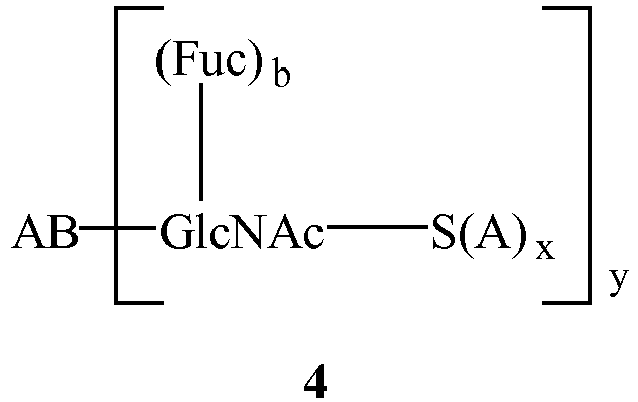 (Fuc)b
AB GlcNAc S(A)x
y
4